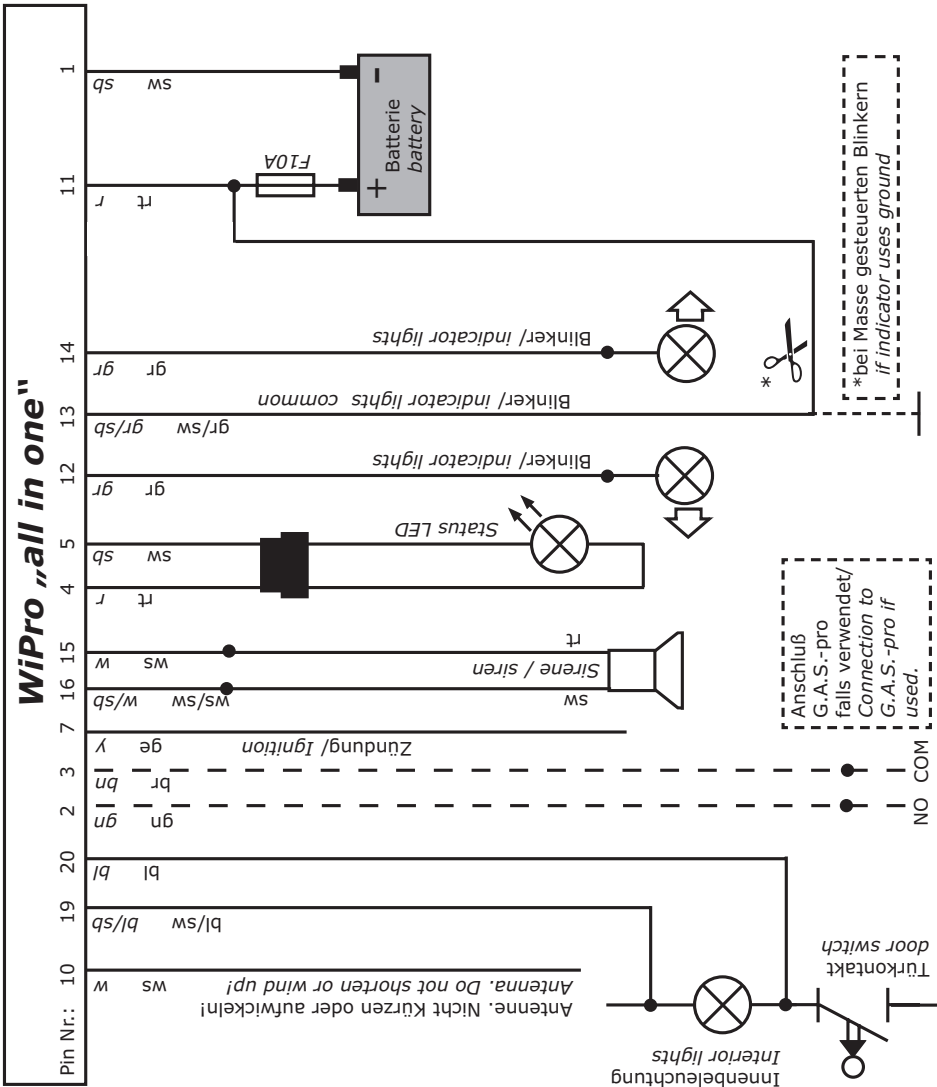 WiPro „all in one“
Pin Nr.:
10
19
20
2
3
7
16
15
4
5
12
13
14
11
1
w ws
bl/sb bl/sw
bl bl
gn gn
bn br
y ge
w/sb ws/sw
w ws
r rt
sb sw
gr gr
gr/sb gr/sw
gr gr
r rt
sb sw
Antenne. Nicht Kürzen oder aufwickeln!
Antenna. Do not shorten or wind up!
Zündung/ Ignition
Sirene / siren
sw
rt
Status LED
Blinker/ indicator lights
Blinker/ indicator lights common
Blinker/ indicator lights
F10A
+
-
Batterie
battery
*
*bei Masse gesteuerten Blinkern
if indicator uses ground
Anschluß
G.A.S.-pro
falls verwendet/
Connection to
G.A.S.-pro if
used.
NO COM
Innenbeleuchtung
Interior lights
Türkontakt
door switch